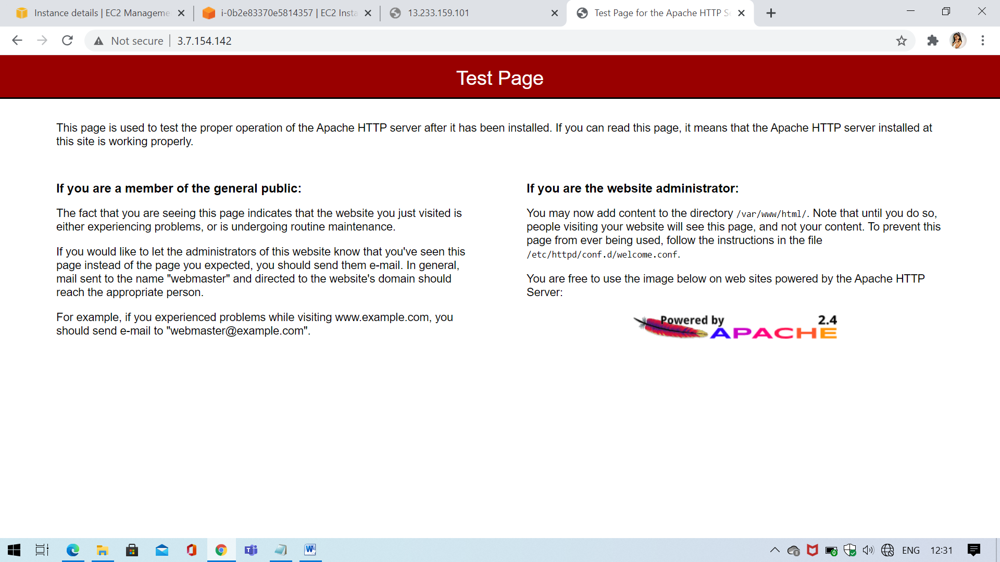 Instance details | EC2 Manageme
i-0b2e83370e5814357 | EC2 Insta
13.233.159.101
Test Page for the Apache HTTP Se
Not secure
3.7.154.142
Test Page
This page is used to test the proper operation of the Apache HTTP server after it has been installed. If you can read this page, it means that the Apache HTTP server installed at
this site is working properly.
If you are a member of the general public:
The fact that you are seeing this page indicates that the website you just visited is
either experiencing problems, or is undergoing routine maintenance.
If you would like to let the administrators of this website know that you've seen this
page instead of the page you expected, you should send them e-mail. In general,
mail sent to the name "webmaster" and directed to the website's domain should
reach the appropriate person.
For example, if you experienced problems while visiting www.example.com, you
should send e-mail to "webmaster@example.com".
If you are the website administrator:
You may now add content to the directory /var/www/html/. Note that until you do so,
people visiting your website will see this page, and not your content. To prevent this
page from ever being used, follow the instructions in the file
/etc/httpd/conf.d/welcome.conf.
You are free to use the image below on web sites powered by the Apache HTTP
Server:
Powered by 2.4
APACHE
ENG
12:31